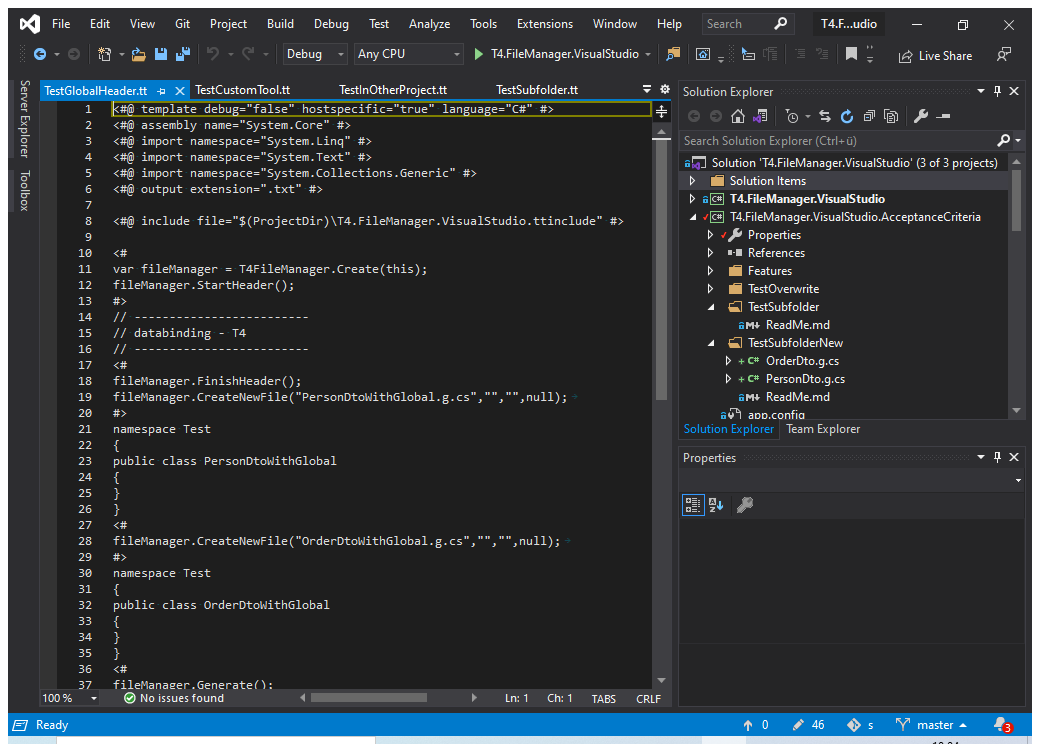 File Edit View Git Project Build Debug Test Analyze Tools Extensions Window Help Search T4.F...udio
Debug Any CPU T4.FileManager.VisualStudio Live Share
Server Explorer
Toolbox
TestGlobalHeader.tt TestCustomTool.tt TestInOtherProject.tt TestSubfolder.tt
1 <#@ template debug="false" hostspecific="true" language="C#" #>
2 <#@ assembly name="System.Core" #>
3 <#@ import namespace="System.Linq" #>
4 <#@ import namespace="System.Text" #>
5 <#@ import namespace="System.Collections.Generic" #>
6 <#@ output extension=".txt" #>
7
8 <#@ include file="$(ProjectDir)\T4.FileManager.VisualStudio.ttinclude" #>
9
10 <#
11 var fileManager = T4FileManager.Create(this);
12 fileManager.StartHeader();
13 #>
14 // -------------------------
15 // databinding - T4
16 // -------------------------
17 <#
18 fileManager.FinishHeader();
19 fileManager.CreateNewFile("PersonDtoWithGlobal.g.cs","","",null);
20 #>
21 namespace Test
22 {
23 public class PersonDtoWithGlobal
24 {
25 }
26 }
27 <#
28 fileManager.CreateNewFile("OrderDtoWithGlobal.g.cs","","",null);
29 #>
30 namespace Test
31 {
32 public class OrderDtoWithGlobal
33 {
34 }
35 }
36 <#
37 fileManager.Generate();
100 % No issues found Ln: 1 Ch: 1 TABS CRLF
Solution Explorer
Search Solution Explorer (Ctrl+ü)
Solution 'T4.FileManager.VisualStudio' (3 of 3 projects)
Solution Items
C# T4.FileManager.VisualStudio
C# T4.FileManager.VisualStudio.AcceptanceCriteria
Properties
References
Features
TestOverwrite
TestSubfolder
M↓ ReadMe.md
TestSubfolderNew
+ C# OrderDto.g.cs
+ C# PersonDto.g.cs
M↓ ReadMe.md
app.config
Solution Explorer Team Explorer
Properties
Ready 0 46 s master 3